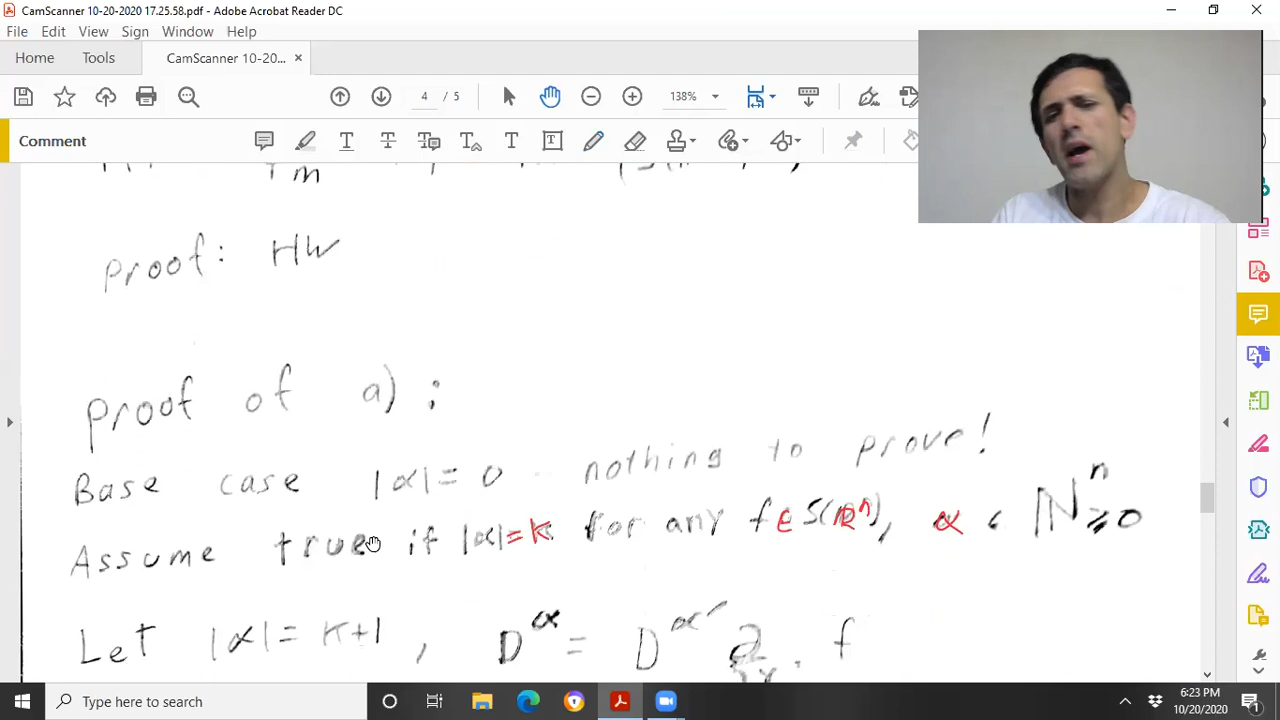 CamScanner 10-20-2020 17.25.58.pdf - Adobe Acrobat Reader DC
File Edit View Sign Window Help
Home Tools CamScanner 10-20... ×
4 / 5 138%
Comment
m
Proof: HW
Proof of a):
Base case |α| = 0 - nothing to prove!
Assume true if |α| = k for any f ∈ S(ℝⁿ), α ∈ ℕⁿ≥0
Let |α| = k+1, D^α = D^α′ ∂ f
Type here to search
6:23 PM
10/20/2020
1